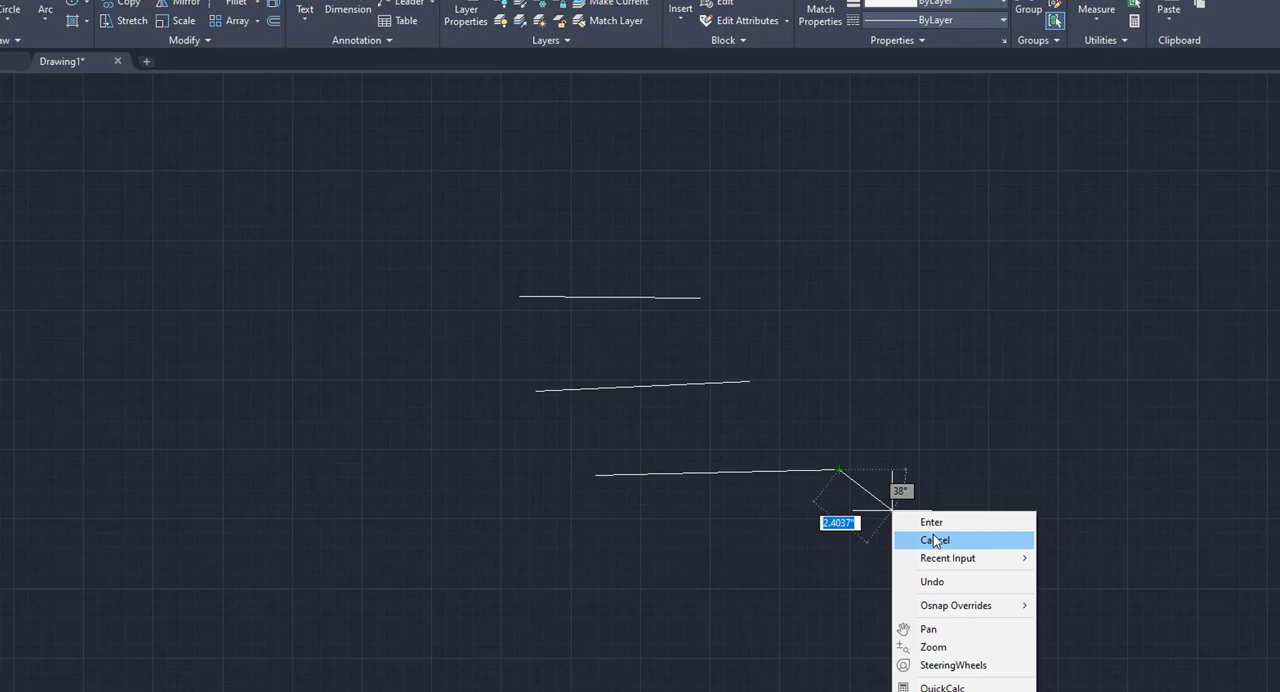 Circle Arc Copy Mirror Fillet Text Dimension Leader Layer Properties Make Current Insert Edit Match Properties ByLayer Group Measure Paste
Stretch Scale Array Table Match Layer Edit Attributes ByLayer
Modify Annotation Layers Block Properties Groups Utilities Clipboard
Drawing1*
38°
2.4037"
Enter
Cancel
Recent Input
Undo
Osnap Overrides
Pan
Zoom
SteeringWheels
QuickCalc